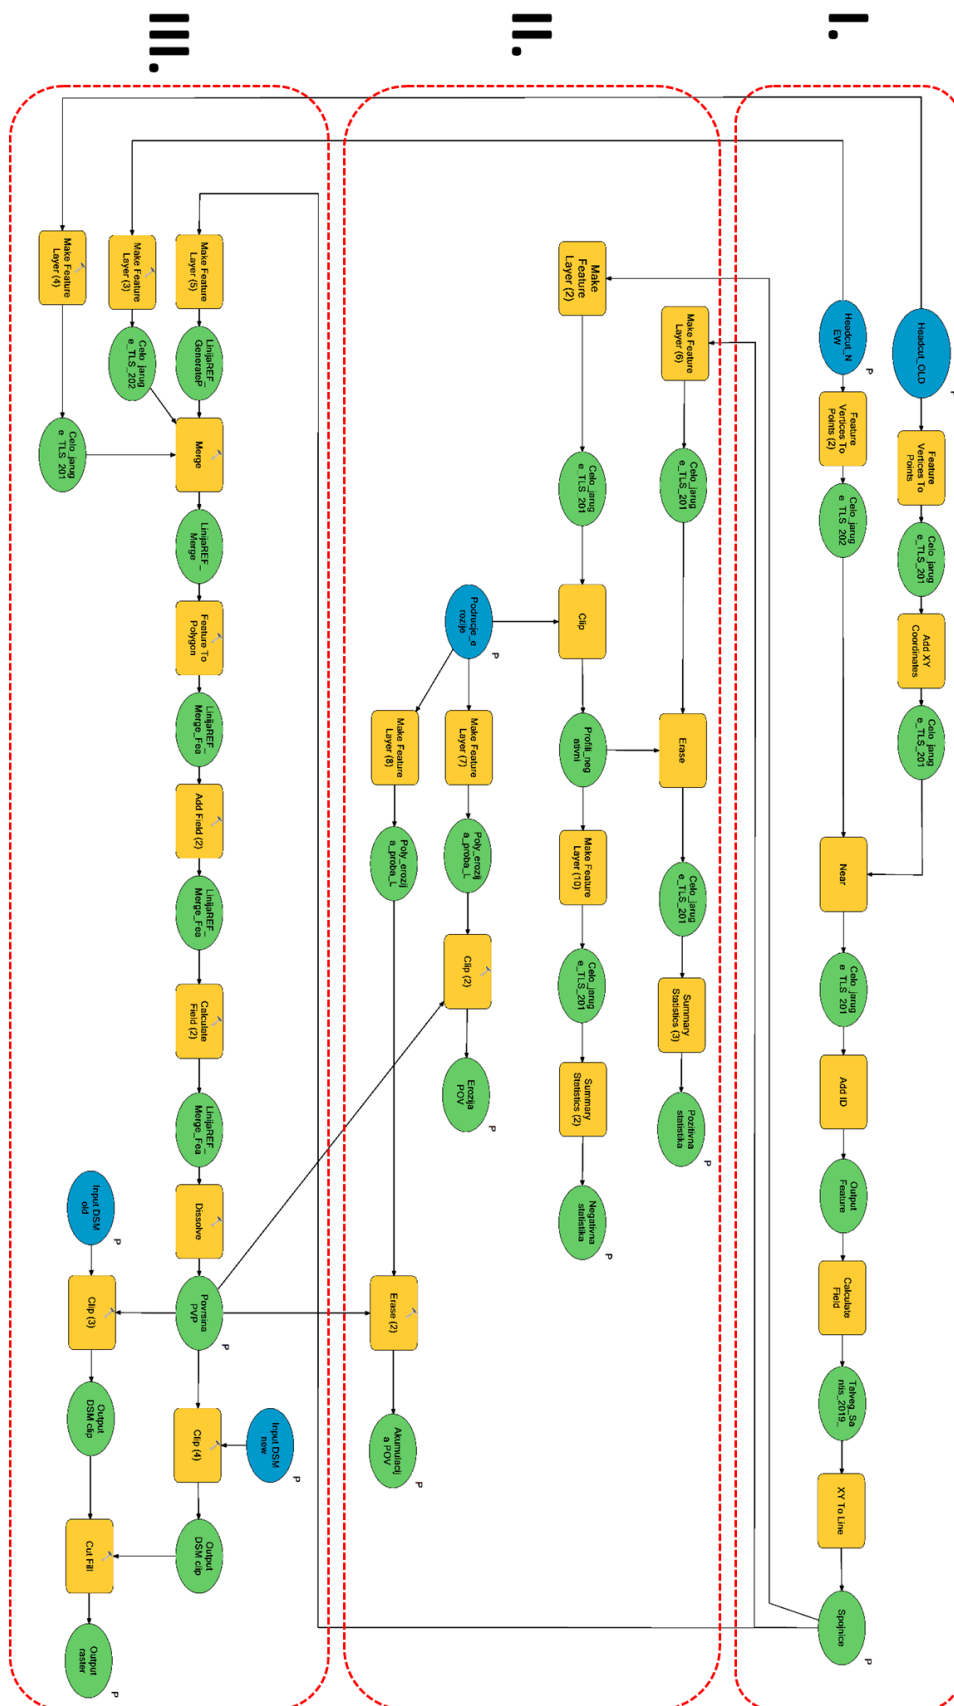 I.
Headcut_OLD
P
Feature
Vertices To
Points
Celo_jarug
e_TLS_201
Add XY
Coordinates
Celo_jarug
e_TLS_201
Headcut_N
EW
P
Feature
Vertices To
Points (2)
Celo_jarug
e_TLS_202
Near
Celo_jarug
e_TLS_201
Add ID
Output
Feature
Calculate
Field
Talveg_Sa
ntis_2019_
XY To Line
Spojnice
P
II.
Make Feature
Layer (6)
Celo_jarug
e_TLS_201
Erase
Celo_jarug
e_TLS_201
Summary
Statistics (3)
Pozitivna
statistika
P
Make
Feature
Layer (2)
Celo_jarug
e_TLS_201
Clip
Profili_neg
ativni
Make Feature
Layer (10)
Celo_jarug
e_TLS_201
Summary
Statistics (2)
Negativna
statistika
P
Podrucje_e
rozije
P
Make Feature
Layer (7)
Poly_erozij
a_proba_L
Clip (2)
Erozija
POV
P
Make Feature
Layer (8)
Poly_erozij
a_proba_L
Erase (2)
Akumulacij
a POV
P
III.
Make Feature
Layer (5)
LinijaREF_
GenerateP
Merge
LinijaREF_
Merge
Feature To
Polygon
LinijaREF_
Merge_Fea
Add Field (2)
LinijaREF_
Merge_Fea
Calculate
Field (2)
LinijaREF_
Merge_Fea
Dissolve
Povrsina
PVP
P
Make Feature
Layer (3)
Celo_jarug
e_TLS_202
Make Feature
Layer (4)
Celo_jarug
e_TLS_201
Input DSM
new
P
Clip (4)
Output
DSM clip
Input DSM
old
P
Clip (3)
Output
DSM clip
Cut Fill
Output
raster
P